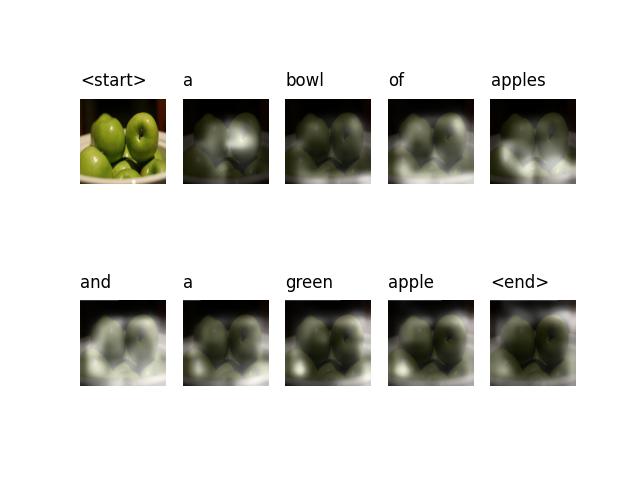 <start> a bowl of apples
and a green apple <end>